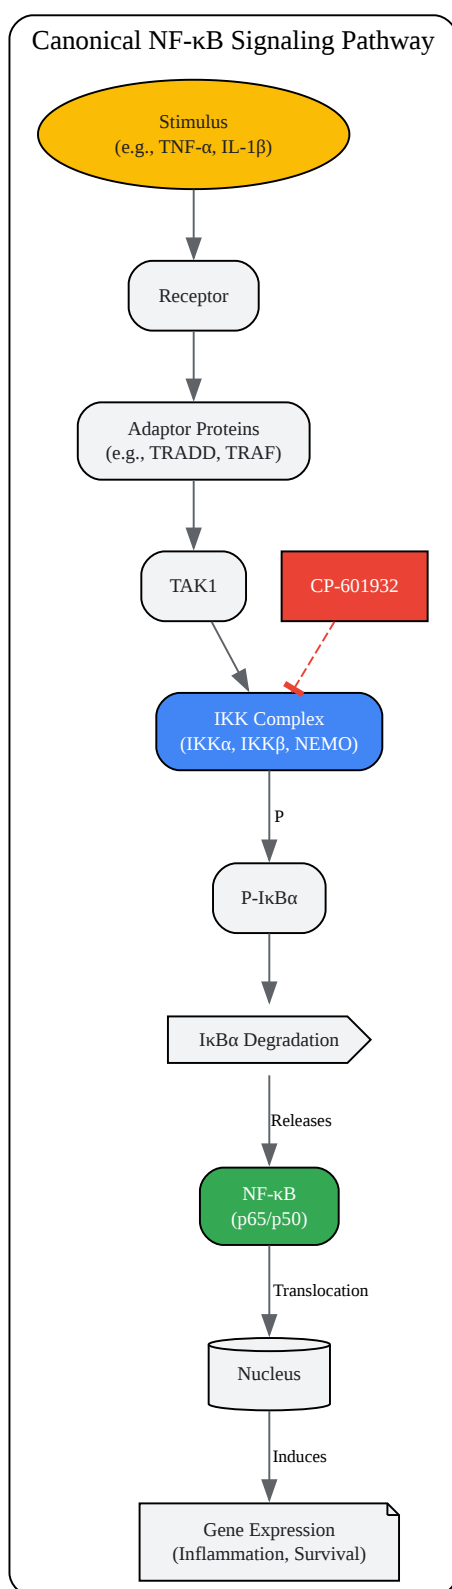 Canonical NF-κB Signaling Pathway
Stimulus
(e.g., TNF-α, IL-1β)
Receptor
Adaptor Proteins
(e.g., TRADD, TRAF)
TAK1
CP-601932
IKK Complex
(IKKα, IKKβ, NEMO)
P
P-IκBα
IκBα Degradation
Releases
NF-κB
(p65/p50)
Translocation
Nucleus
Induces
Gene Expression
(Inflammation, Survival)